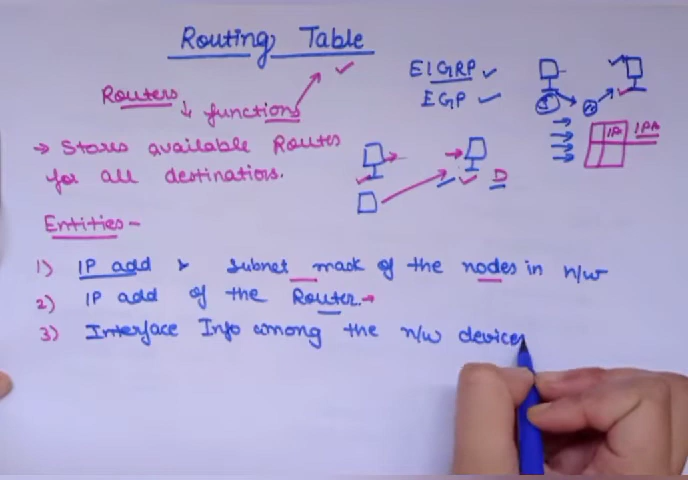 Routing Table
EIGRP
EGP
Routers
functions
→ Stores available Routes
for all destinations.
D
IP IPA
Entities -
1) IP add & subnet mask of the nodes in n/w
2) IP add of the Router.→
3) Interface Info among the n/w device